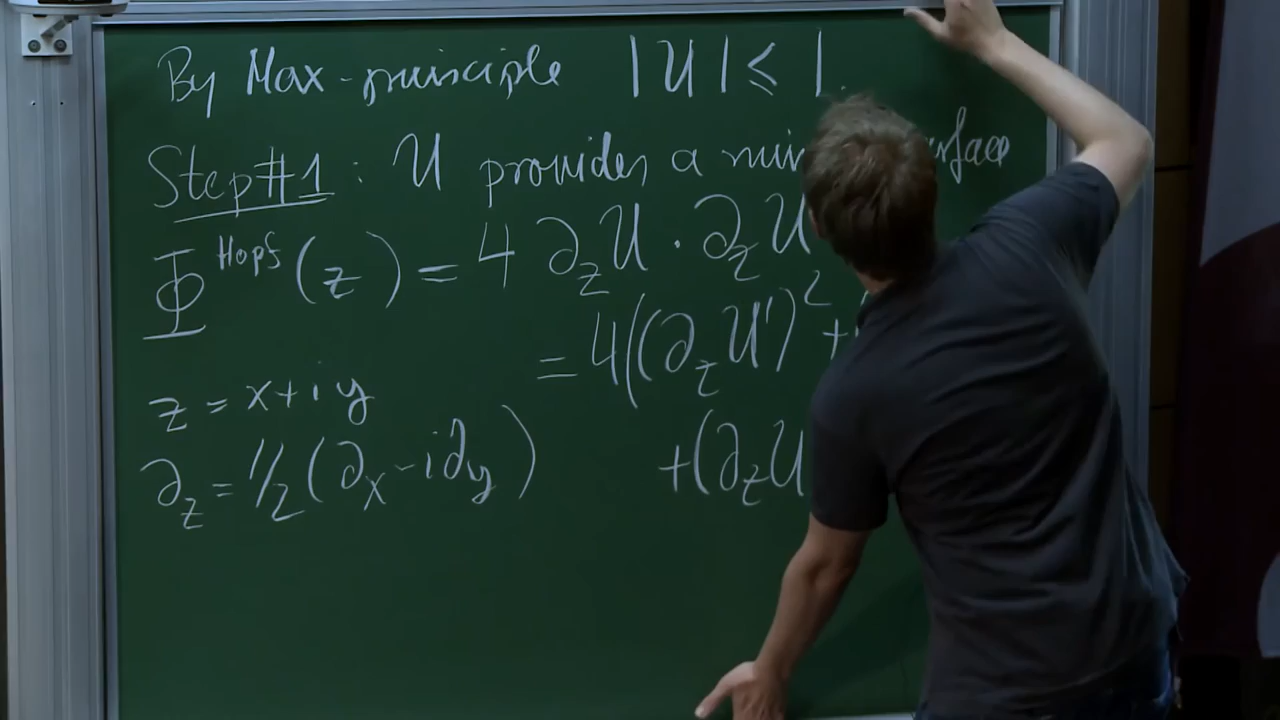 By Max-principle |U| ≤ 1.
Step#1 : U provides a
Φ^Hopf (z) = 4 ∂_z U · ∂_z U
= 4((∂_z U^1)^2 +
z = x+iy
∂_z = 1/2 (∂_x - i∂_y)
+(∂_z U